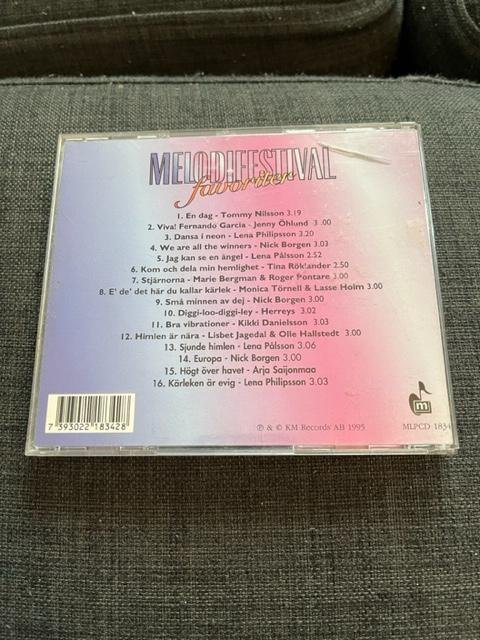 MELODIFESTIVAL
favoriter
1. En dag - Tommy Nilsson 3.19
2. Viva! Fernando Garcia - Jenny Öhlund 3 .00
3. Dansa i neon - Lena Philipsson 3.20
4. We are all the winners - Nick Borgen 3.03
5. Jag kan se en ängel - Lena Pålsson 2.52
6. Kom och dela min hemlighet - Tina Röklander 2.50
7. Stjärnorna - Marie Bergman & Roger Pontare 3.00
8. E' de' det här du kallar kärlek - Monica Törnell & Lasse Holm 3.00
9. Små minnen av dej - Nick Borgen 3.00
10. Diggi-loo-diggi-ley - Herreys 3.02
11. Bra vibrationer - Kikki Danielsson 3.03
12. Himlen är nära - Lisbet Jagedal & Olle Hallstedt 3.00
13. Sjunde himlen - Lena Pålsson 3.06
14. Europa - Nick Borgen 3.00
15. Högt över havet - Arja Saijonmaa
16. Kärleken är evig - Lena Philipsson 3.03
7 393022 183428
℗ & © KM Records AB 1995
m
MLPCD 1834